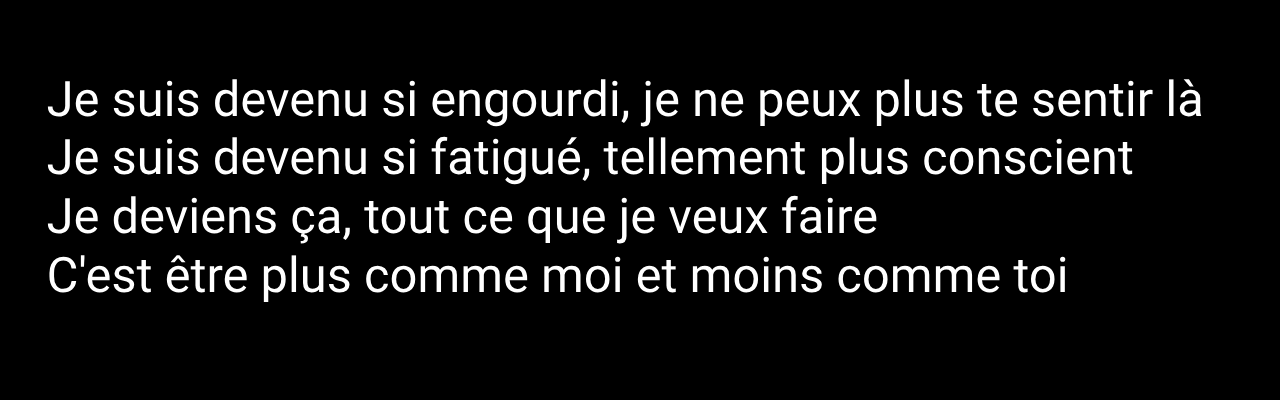 Je suis devenu si engourdi, je ne peux plus te sentir là
Je suis devenu si fatigué, tellement plus conscient
Je deviens ça, tout ce que je veux faire
C'est être plus comme moi et moins comme toi